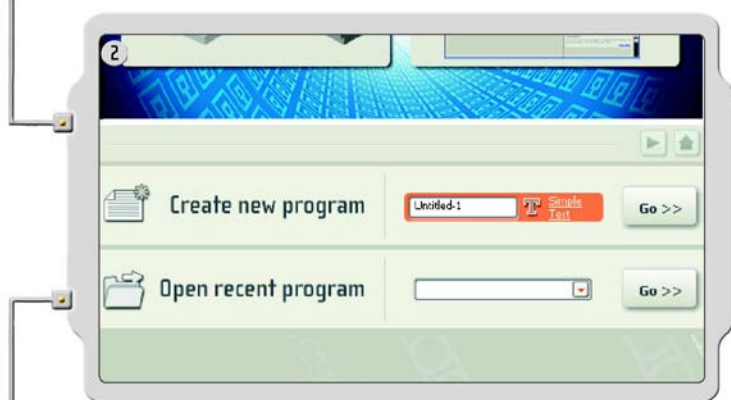 2
Create new program
Untitled-1
T
Simple
Text
Go >>
Open recent program
Go >>